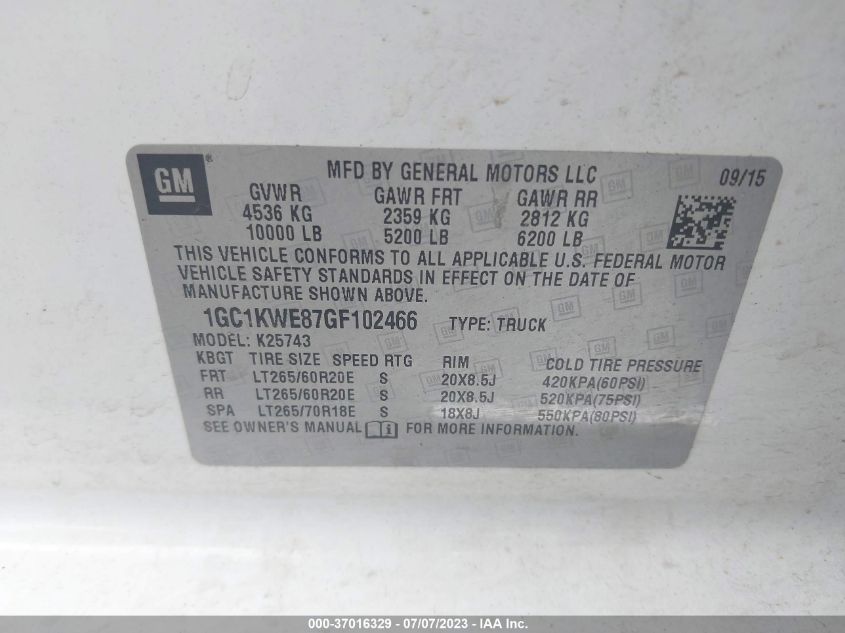 GM ®
MFD BY GENERAL MOTORS LLC 09/15
GVWR GAWR FRT GAWR RR
4536 KG 2359 KG 2812 KG
10000 LB 5200 LB 6200 LB
THIS VEHICLE CONFORMS TO ALL APPLICABLE U.S. FEDERAL MOTOR
VEHICLE SAFETY STANDARDS IN EFFECT ON THE DATE OF
MANUFACTURE SHOWN ABOVE.
1GC1KWE87GF102466 TYPE: TRUCK
MODEL: K25743
KBGT TIRE SIZE SPEED RTG RIM COLD TIRE PRESSURE
FRT LT265/60R20E S 20X8.5J 420KPA(60PSI)
RR LT265/60R20E S 20X8.5J 520KPA(75PSI)
SPA LT265/70R18E S 18X8J 550KPA(80PSI)
SEE OWNER'S MANUAL FOR MORE INFORMATION.
000-37016329 - 07/07/2023 - IAA Inc.